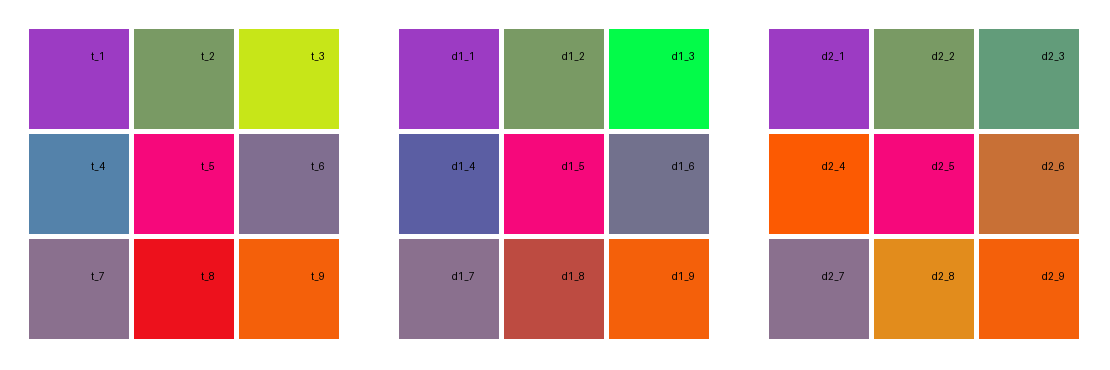 t_1 t_2 t_3 d1_1 d1_2 d1_3 d2_1 d2_2 d2_3
t_4 t_5 t_6 d1_4 d1_5 d1_6 d2_4 d2_5 d2_6
t_7 t_8 t_9 d1_7 d1_8 d1_9 d2_7 d2_8 d2_9